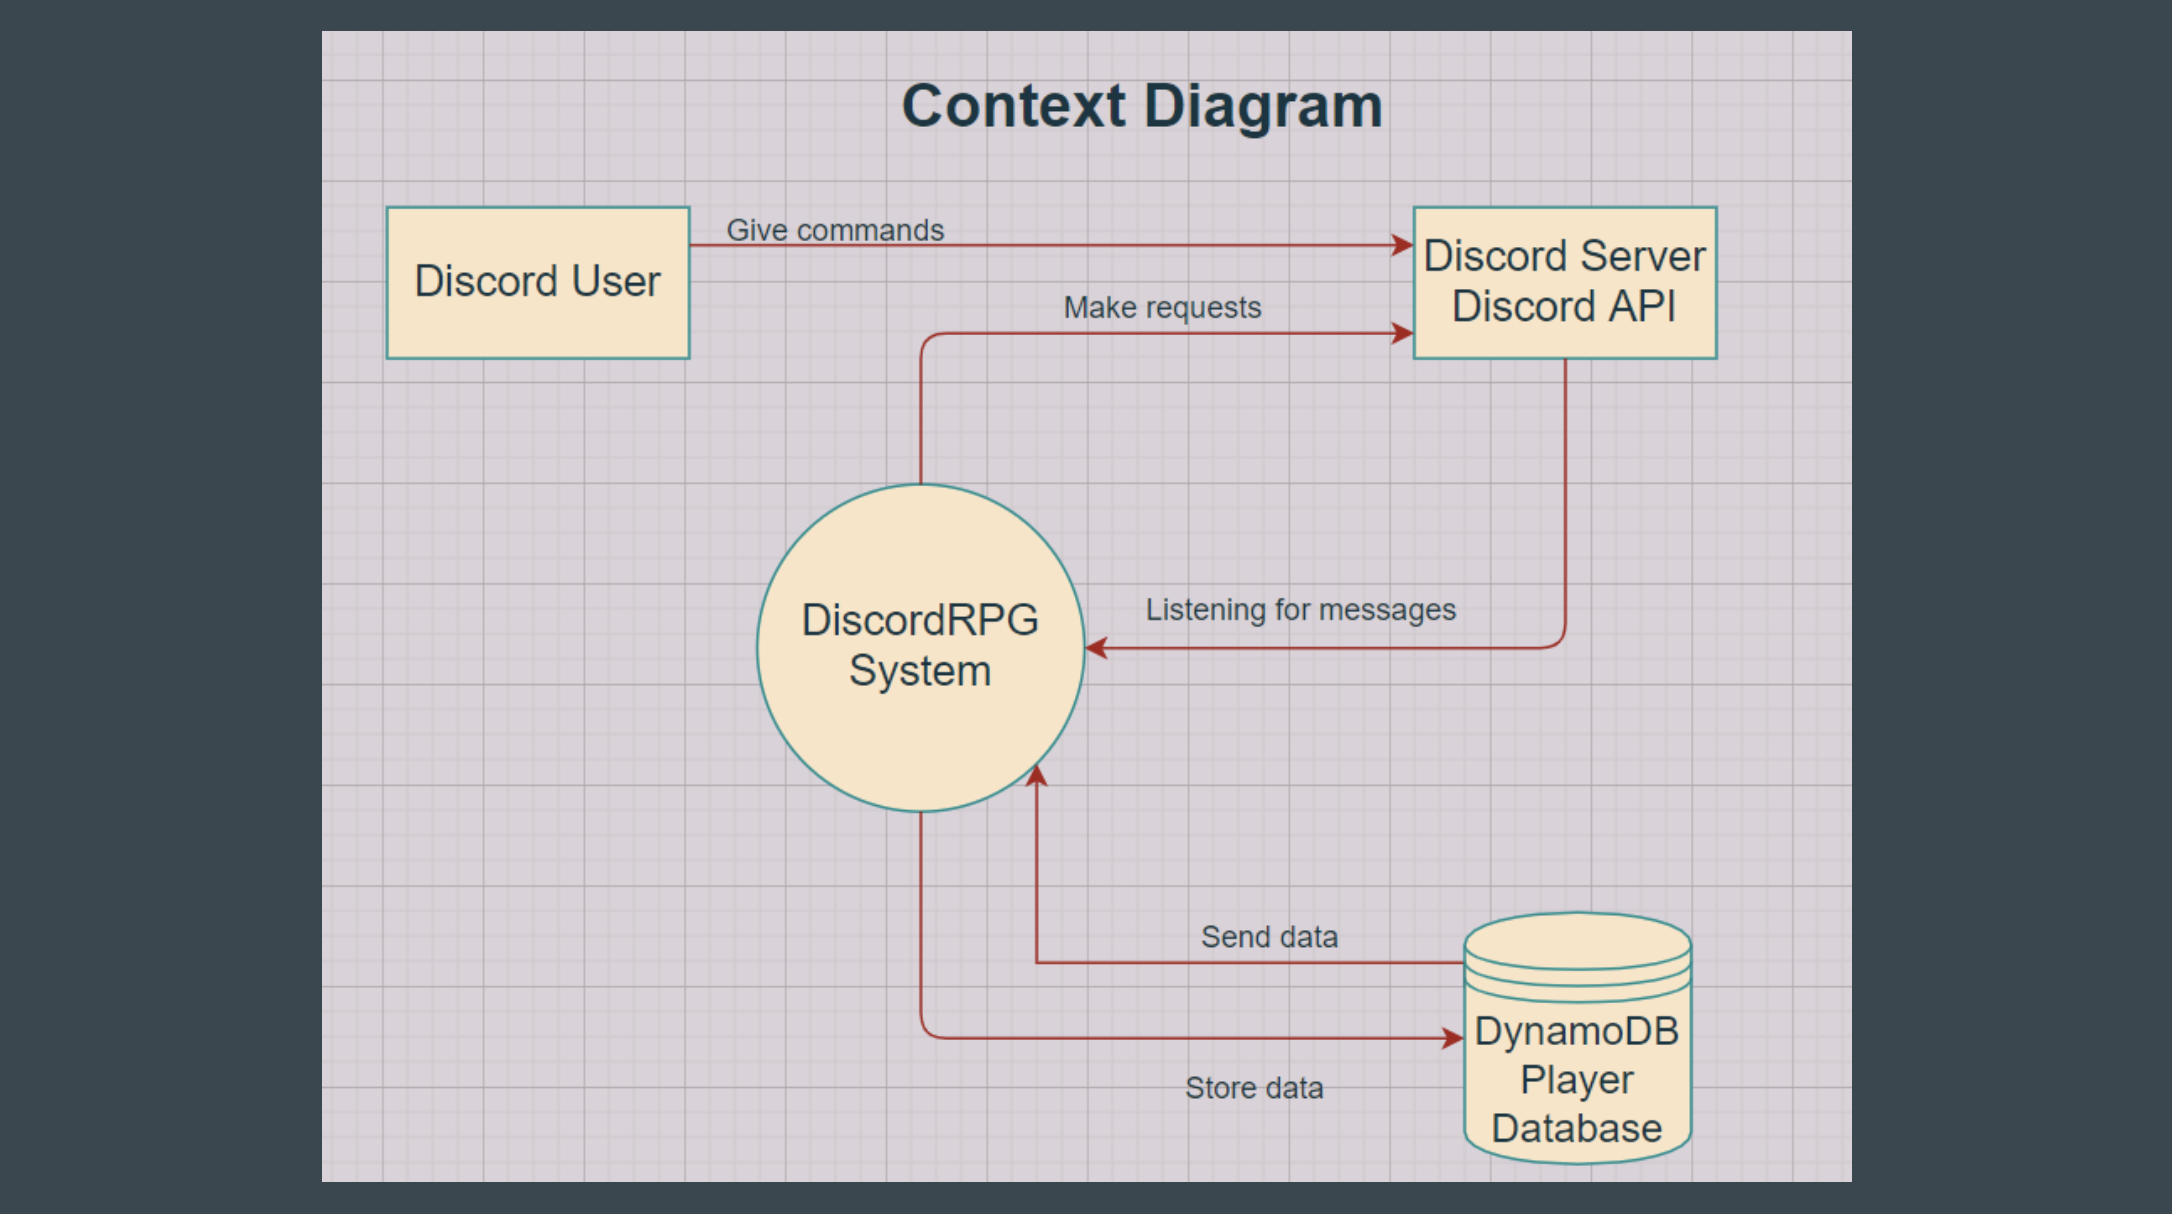 Context Diagram
Give commands
Discord User
Discord Server
Discord API
Make requests
Listening for messages
DiscordRPG
System
Send data
Store data
DynamoDB
Player
Database